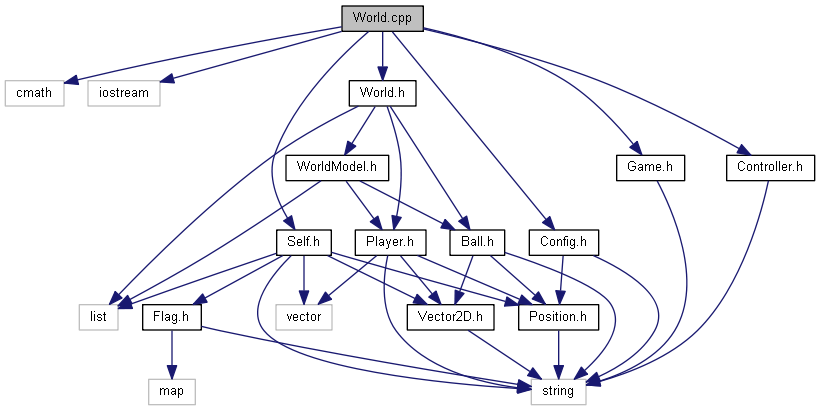 World.cpp
cmath
iostream
World.h
WorldModel.h
Game.h
Controller.h
Self.h
Player.h
Ball.h
Config.h
list
Flag.h
vector
Vector2D.h
Position.h
map
string